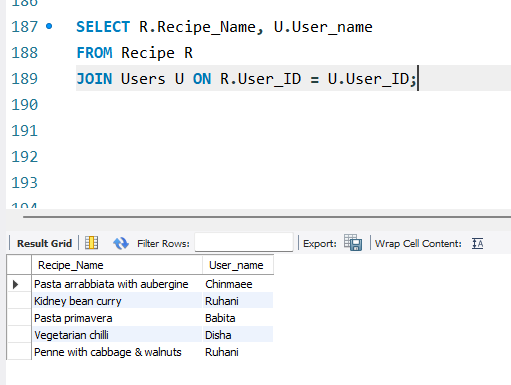 186
187 SELECT R.Recipe_Name, U.User_name
188 FROM Recipe R
189 JOIN Users U ON R.User_ID = U.User_ID;
190
191
192
193
194
Result Grid Filter Rows: Export: Wrap Cell Content:
Recipe_Name User_name
Pasta arrabbiata with aubergine Chinmaee
Kidney bean curry Ruhani
Pasta primavera Babita
Vegetarian chilli Disha
Penne with cabbage & walnuts Ruhani